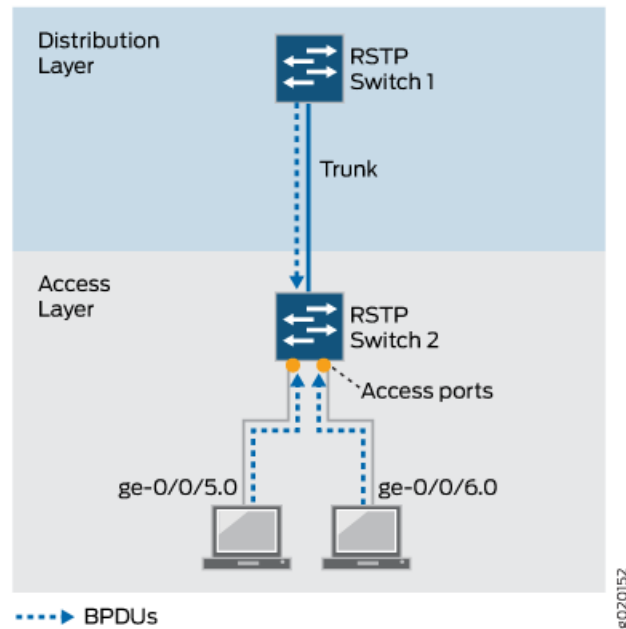 Distribution
Layer
RSTP
Switch 1
Trunk
Access
Layer
RSTP
Switch 2
Access ports
ge-0/0/5.0
ge-0/0/6.0
BPDUs
g020152